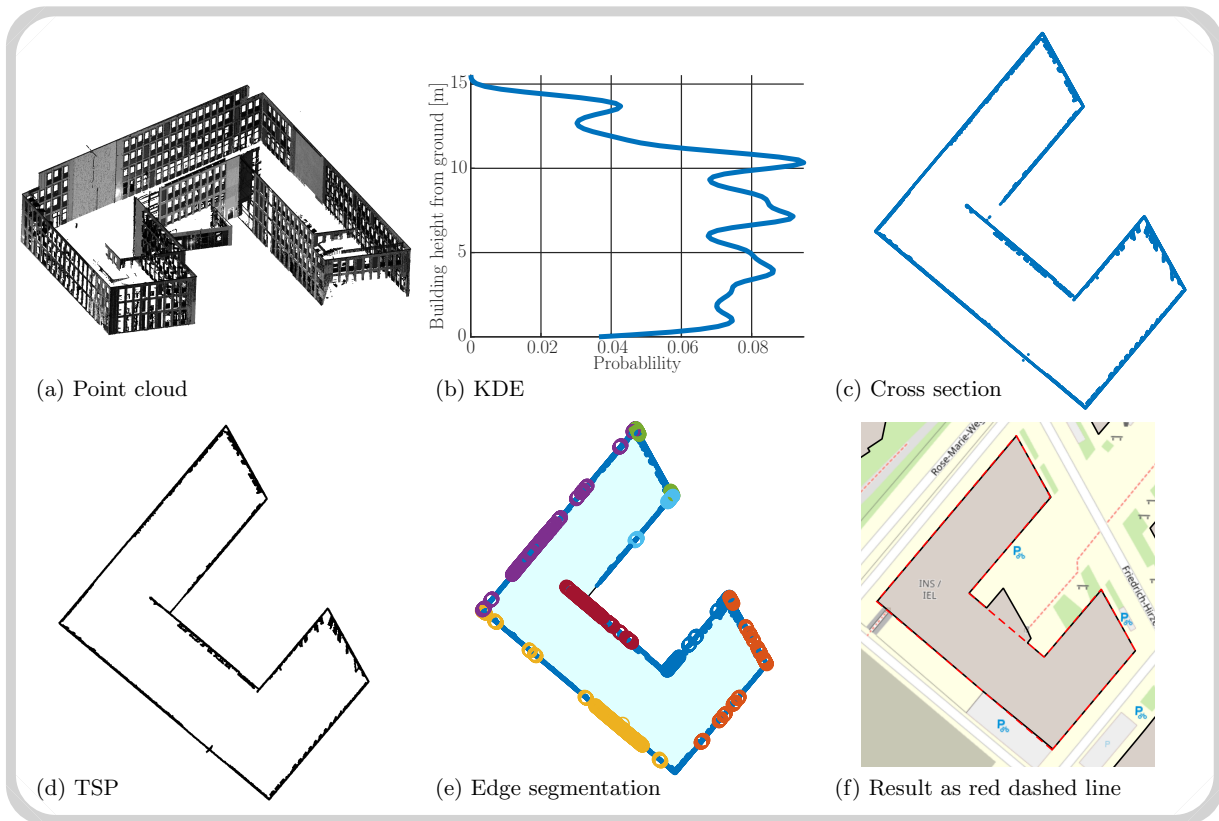 Building height from ground [m]
15
10
5
0
0
0.02
0.04
0.06
0.08
Probablility
(a) Point cloud
(b) KDE
(c) Cross section
Rose-Marie-We
INS /
IEL
P
Friedrich-Hirz
P
P
P
P
(d) TSP
(e) Edge segmentation
(f) Result as red dashed line